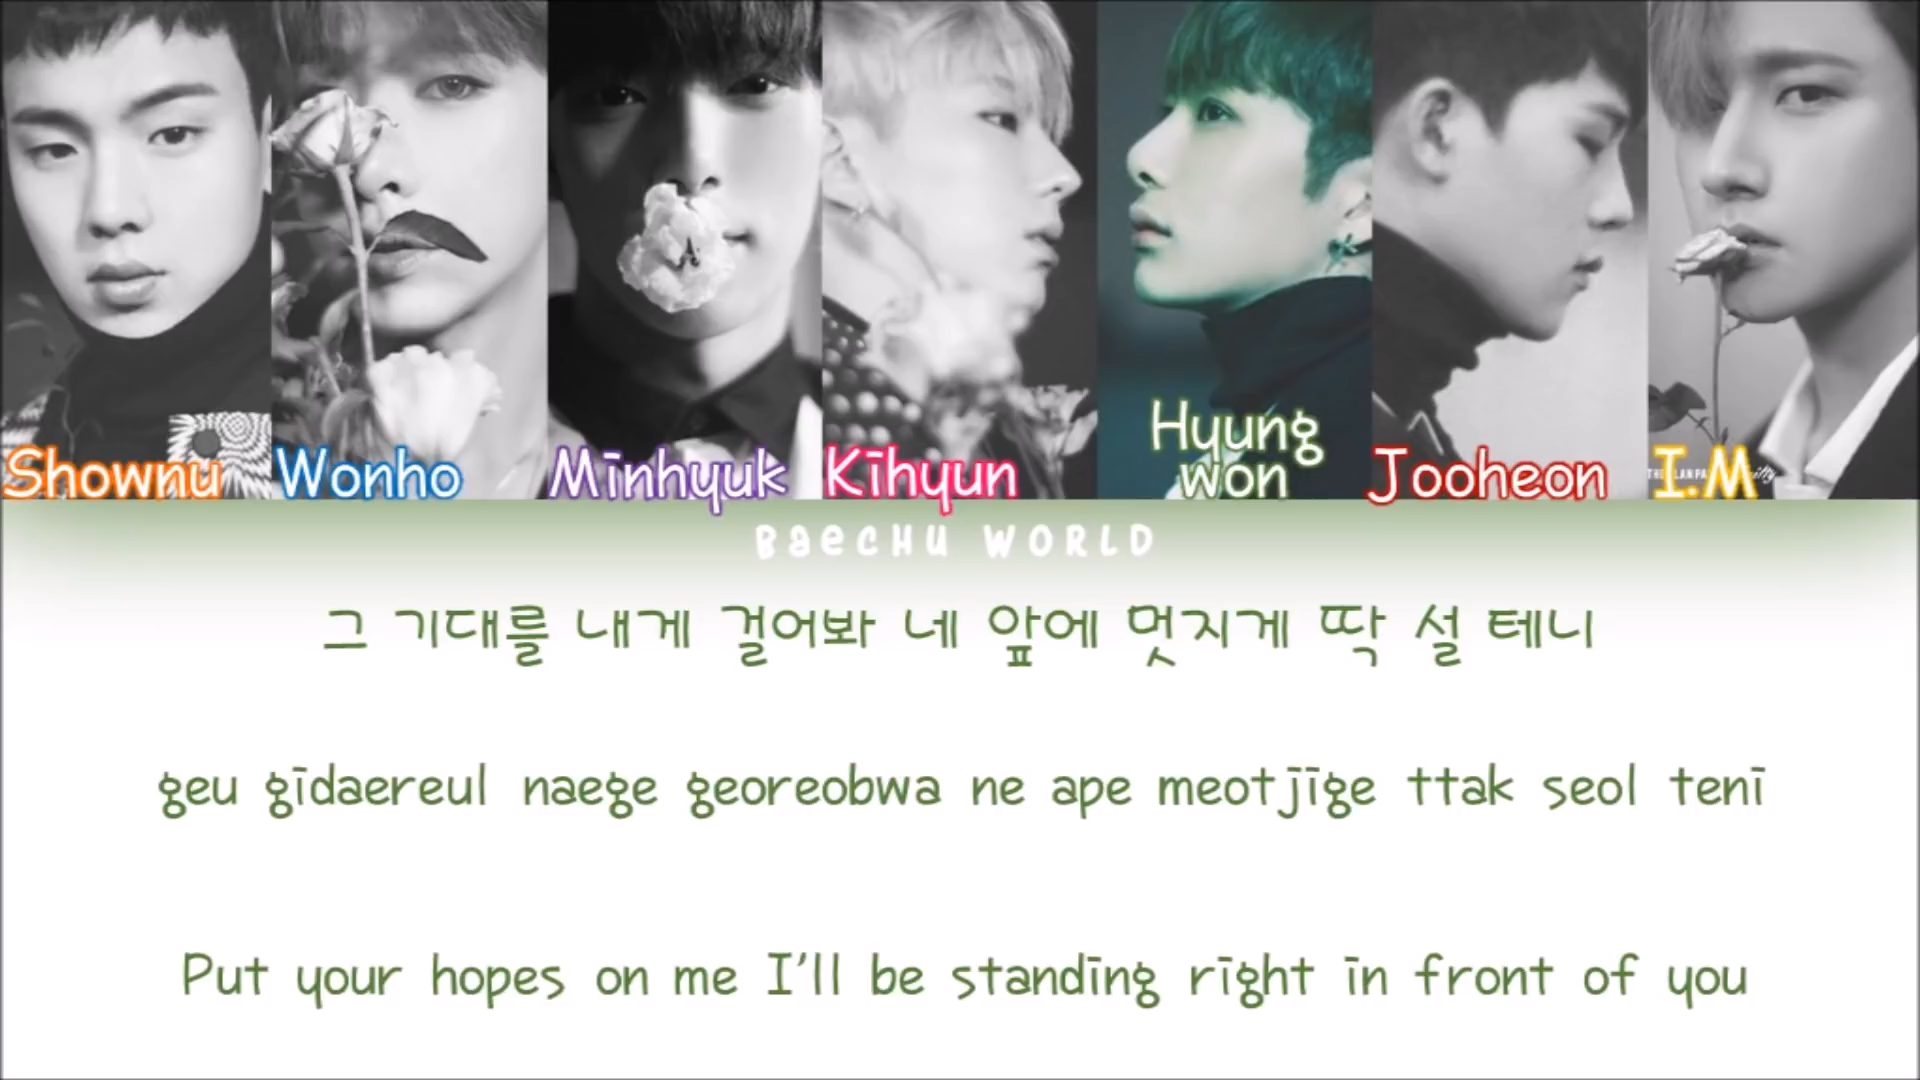 Shownu
Wonho
Minhyuk
Kihyun
Hyung
won
Jooheon
I.M
BAECHU WORLD
그 기대를 내게 걸어봐 네 앞에 멋지게 딱 설 테니
geu gidaereul naege georeobwa ne ape meotjige ttak seol teni
Put your hopes on me I'll be standing right in front of you